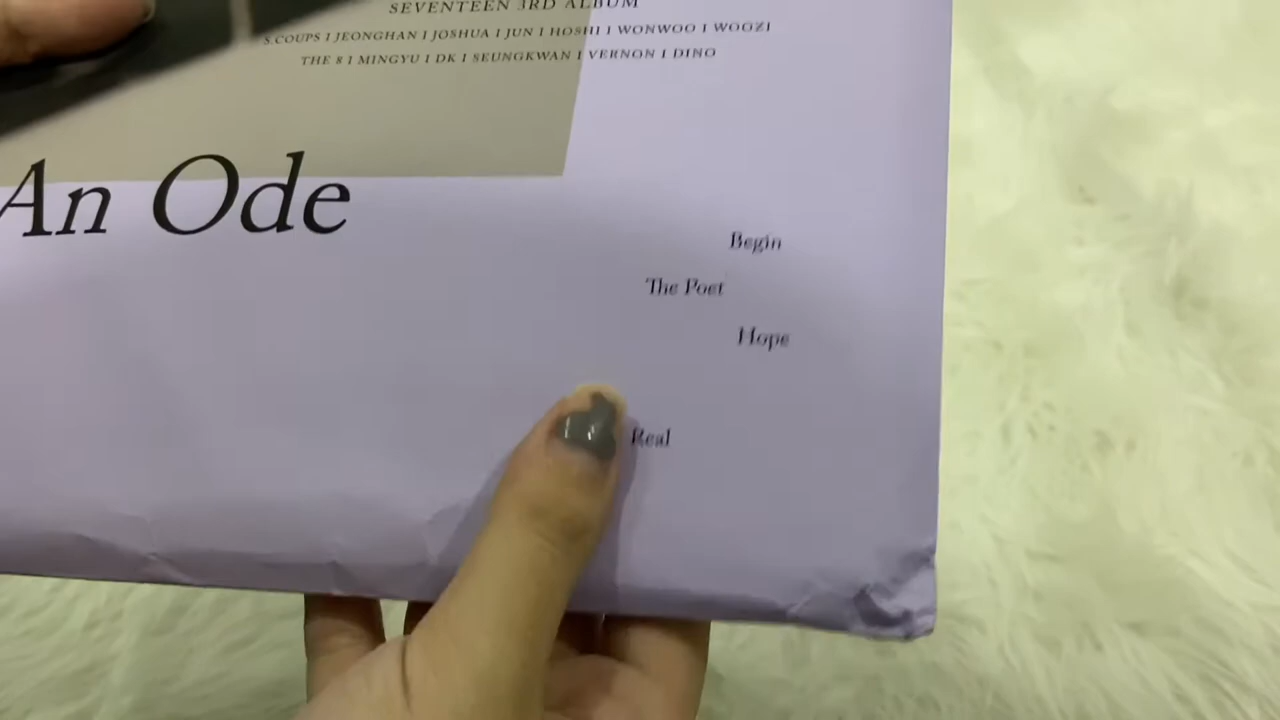 SEVENTEEN 3RD ALBUM
S.COUPS I JEONGHAN I JOSHUA I JUN I HOSHI I WONWOO I WOOZI
THE 8 I MINGYU I DK I SEUNGKWAN I VERNON I DINO
An Ode
Begin
The Poet
Hope
Real